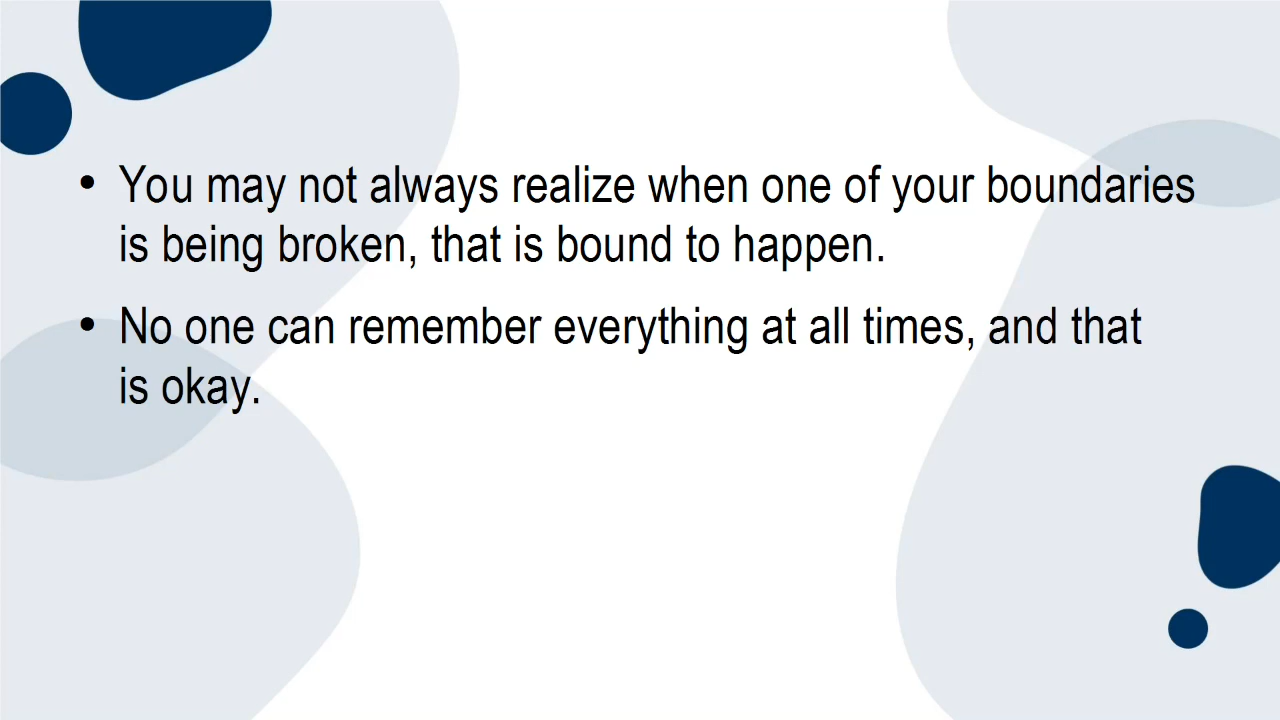 • You may not always realize when one of your boundaries
is being broken, that is bound to happen.
• No one can remember everything at all times, and that
is okay.